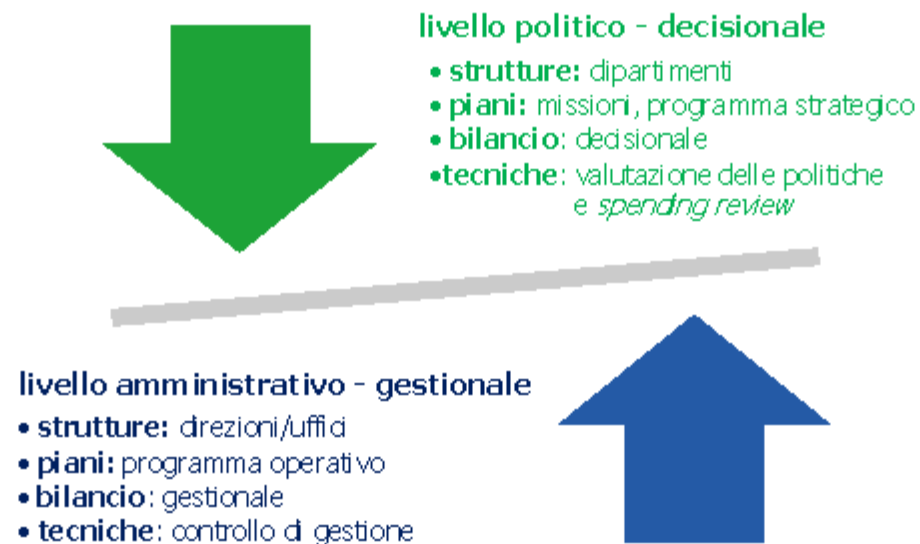 livello politico - decisionale
• strutture: dipartimenti
• piani: missioni, programma strategico
• bilancio: decisionale
•tecniche: valutazione delle politiche
e spending review
livello amministrativo - gestionale
• strutture: direzioni/uffici
• piani: programma operativo
• bilancio: gestionale
• tecniche: controllo di gestione